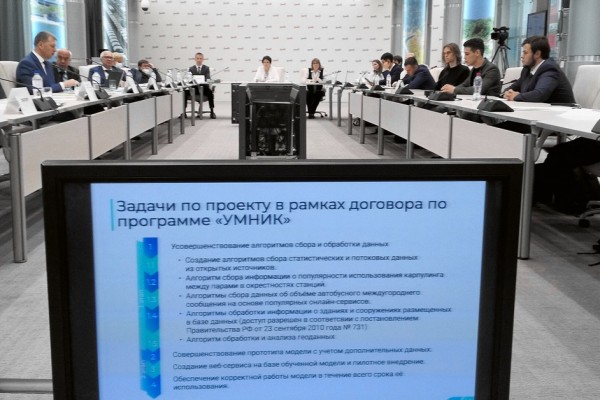 Задачи по проекту в рамках договора по
программе «УМНИК»
1
Усовершенствование алгоритмов сбора и обработки данных
- Создание алгоритмов сбора статистических и потоковых данных
из открытых источников.
- Алгоритм сбора информации о популярности использования карпулинга
между парами в окрестностях станций.
- Алгоритмы сбора данных об объёме автобусного междугороднего
сообщения на основе популярных онлайн-сервисов.
- Алгоритмы обработки информации о зданиях и сооружениях размещенных
в базе данных (доступ разрешен в соответствии с постановлением
Правительства РФ от 23 сентября 2010 года № 731)
- Алгоритм обработки и анализа геоданных.
Совершенствование прототипа модели с учетом дополнительных данных.
Создание веб-сервиса на базе обученной модели и пилотное внедрение.
Обеспечение корректной работы модели в течение всего срока её
использования.